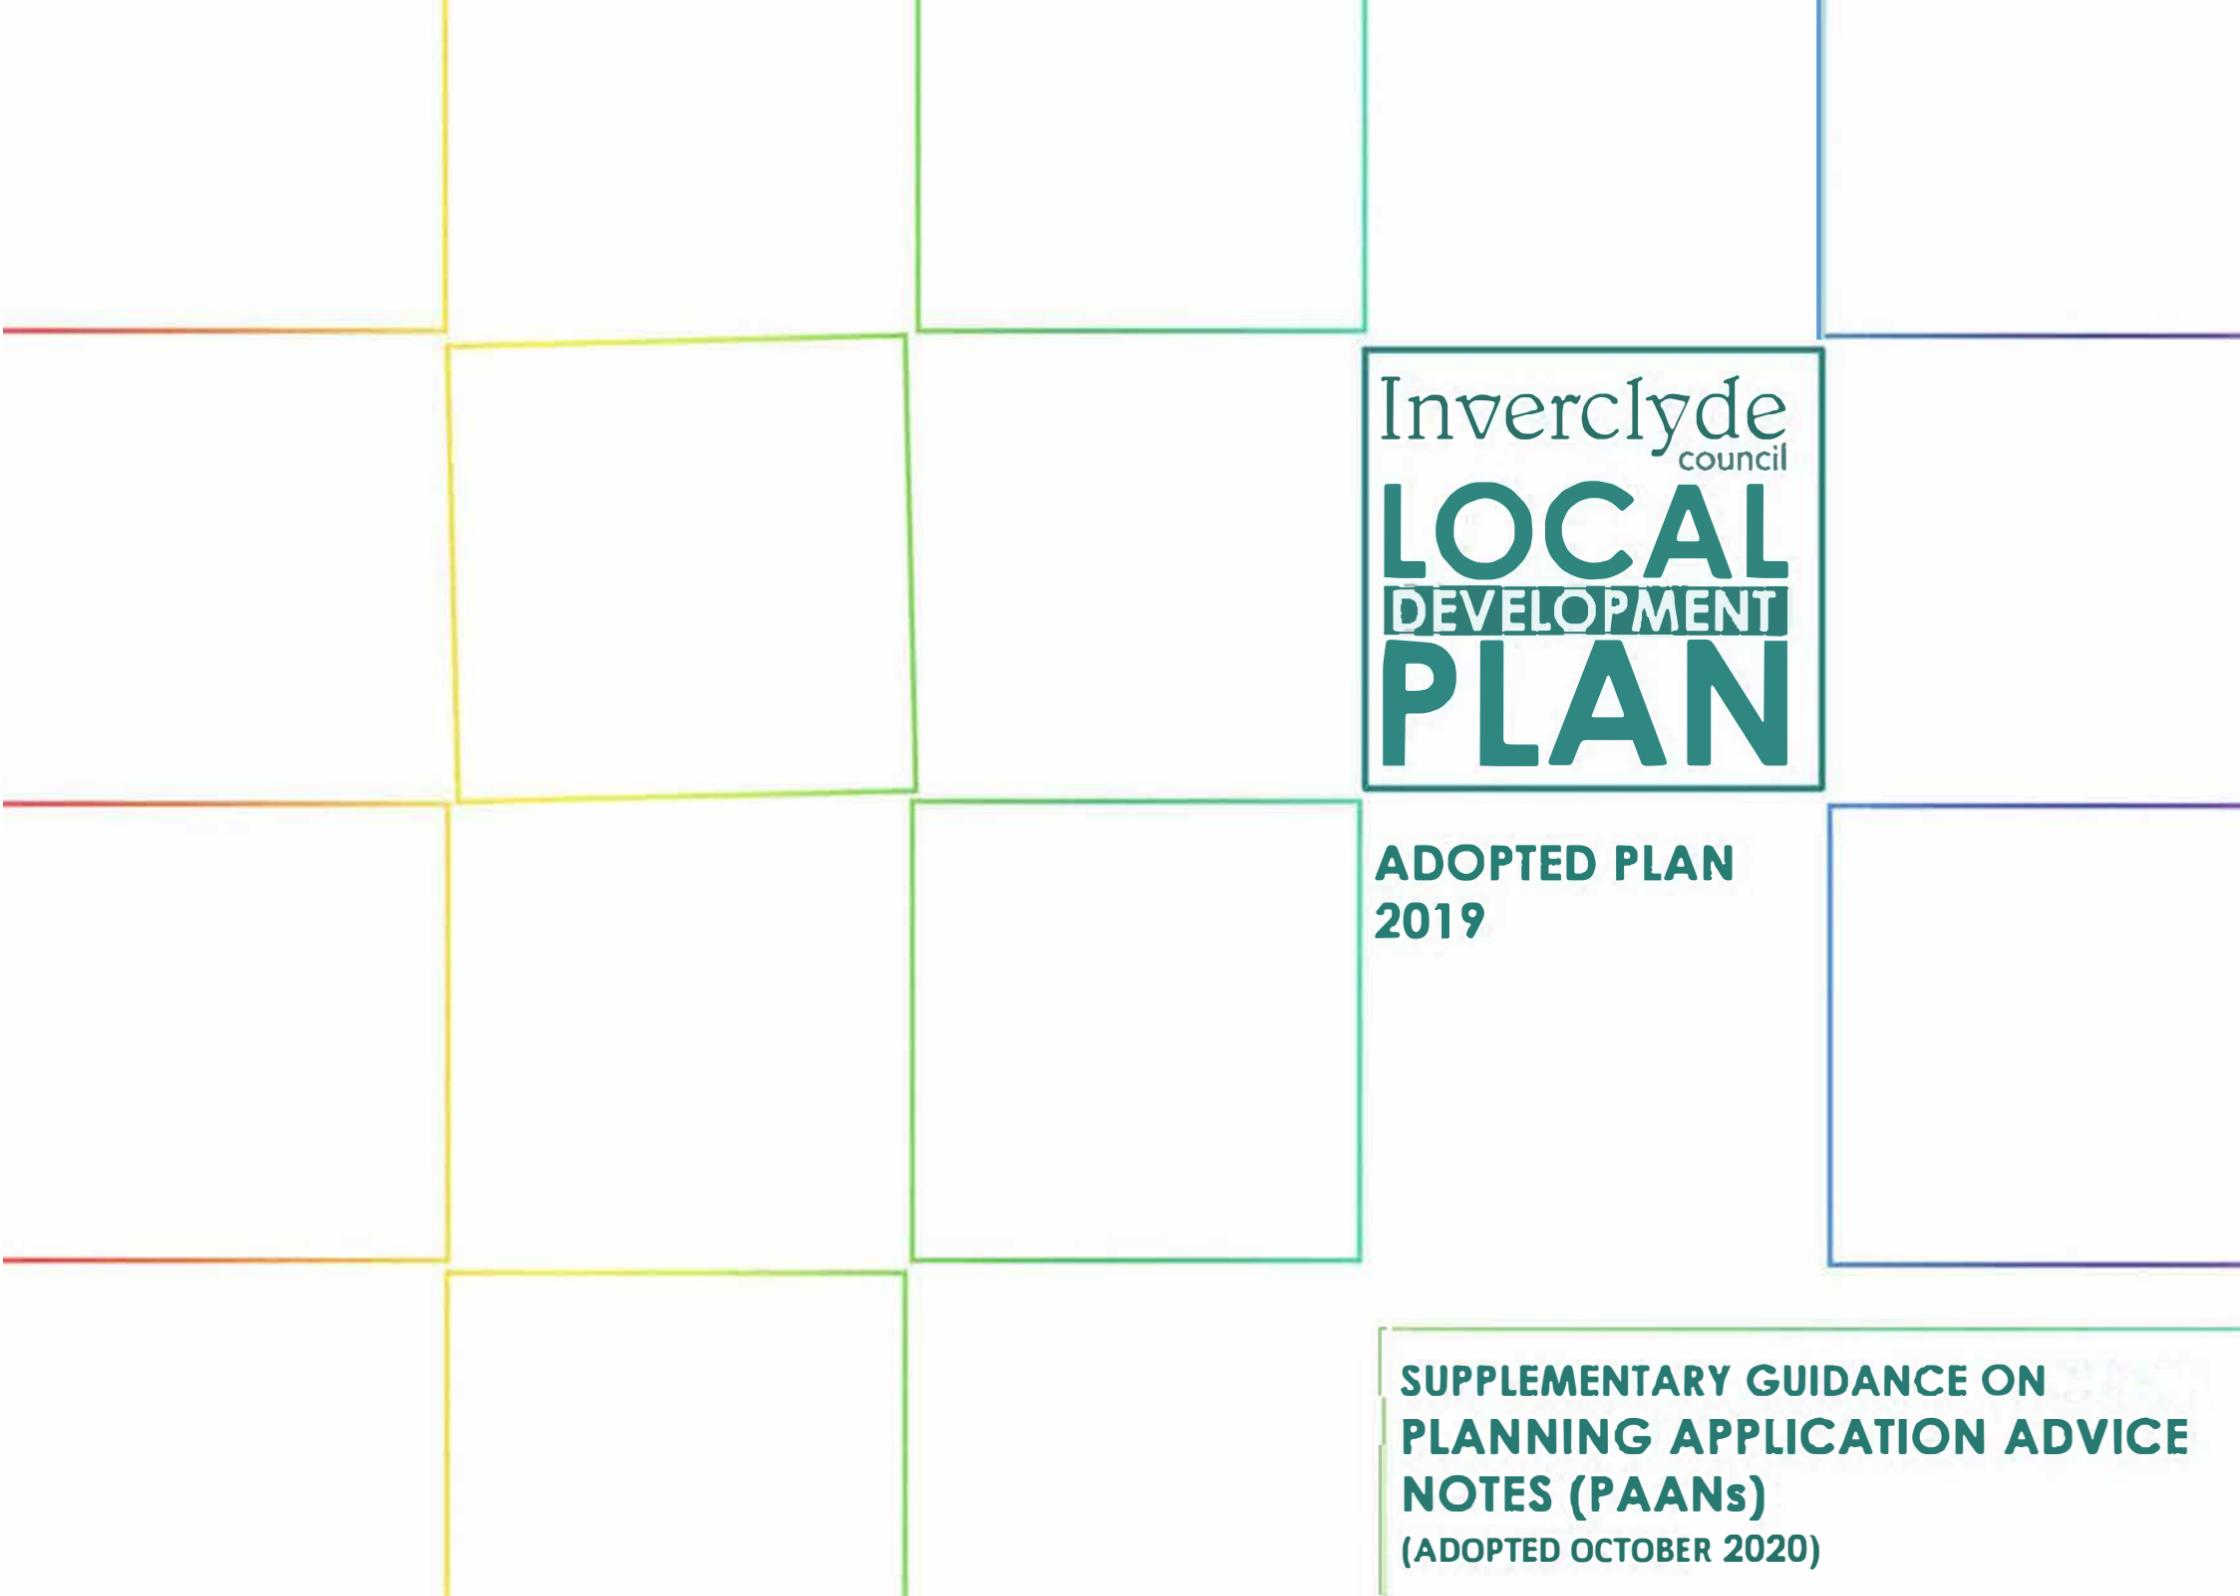 Inverclyde
council
LOCAL
DEVELOPMENT
PLAN
ADOPTED PLAN
2019
SUPPLEMENTARY GUIDANCE ON
PLANNING APPLICATION ADVICE
NOTES (PAANs)
(ADOPTED OCTOBER 2020)